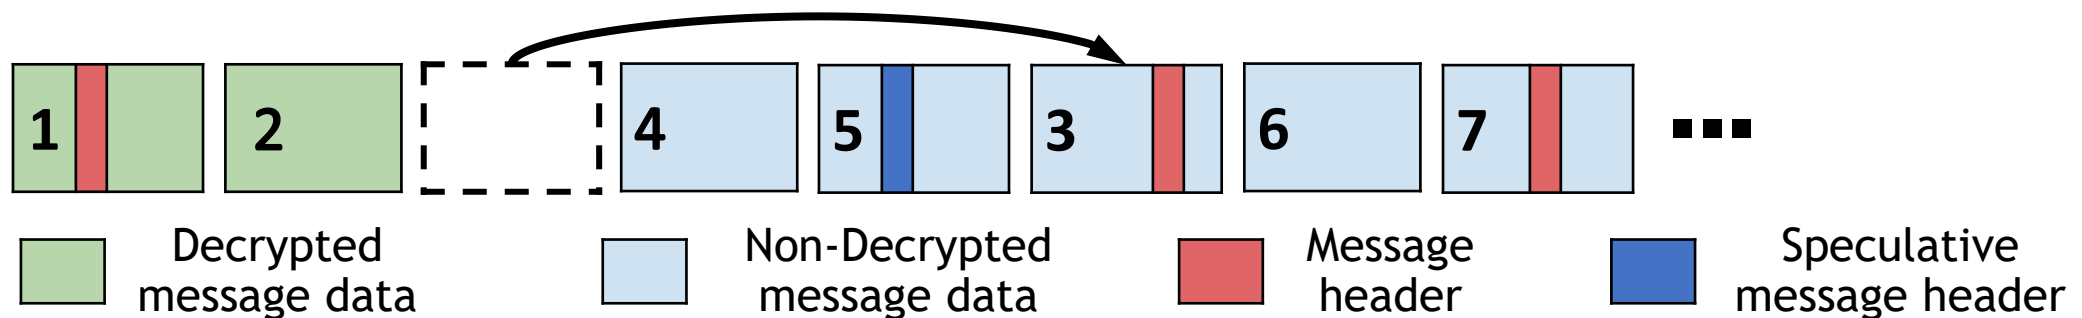 1 2 4 5 3 6 7 ...
Decrypted
message data
Non-Decrypted
message data
Message
header
Speculative
message header